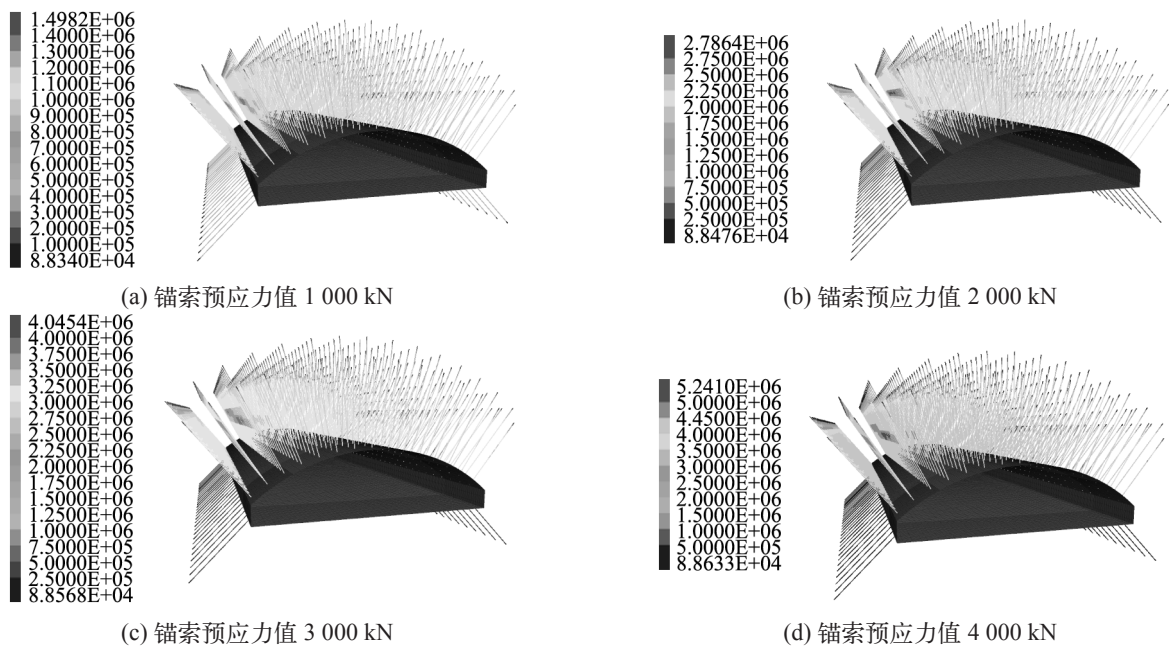 1.4982E+06
1.4000E+06
1.3000E+06
1.2000E+06
1.1000E+06
1.0000E+06
9.0000E+05
8.0000E+05
7.0000E+05
6.0000E+05
5.0000E+05
4.0000E+05
3.0000E+05
2.0000E+05
1.0000E+05
8.8340E+04
(a) 锚索预应力值 1 000 kN
2.7864E+06
2.7500E+06
2.5000E+06
2.2500E+06
2.0000E+06
1.7500E+06
1.5000E+06
1.2500E+06
1.0000E+06
7.5000E+05
5.0000E+05
2.5000E+05
8.8476E+04
(b) 锚索预应力值 2 000 kN
4.0454E+06
4.0000E+06
3.7500E+06
3.5000E+06
3.2500E+06
3.0000E+06
2.7500E+06
2.5000E+06
2.2500E+06
2.0000E+06
1.7500E+06
1.5000E+06
1.2500E+06
1.0000E+06
7.5000E+05
5.0000E+05
2.5000E+05
8.8568E+04
(c) 锚索预应力值 3 000 kN
5.2410E+06
5.0000E+06
4.4500E+06
4.0000E+06
3.5000E+06
3.0000E+06
2.5000E+06
2.0000E+06
1.5000E+06
1.0000E+06
5.0000E+05
8.8633E+04
(d) 锚索预应力值 4 000 kN